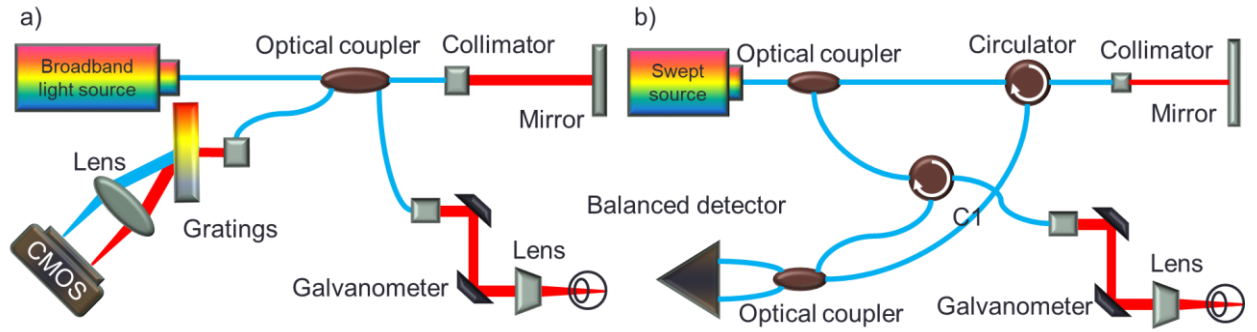 a)
Optical coupler
Collimator
Broadband
light source
Mirror
Lens
Gratings
CMOS
Galvanometer
Lens
b)
Optical coupler
Circulator
Collimator
Swept
source
Mirror
Balanced detector
C1
Lens
Galvanometer
Optical coupler